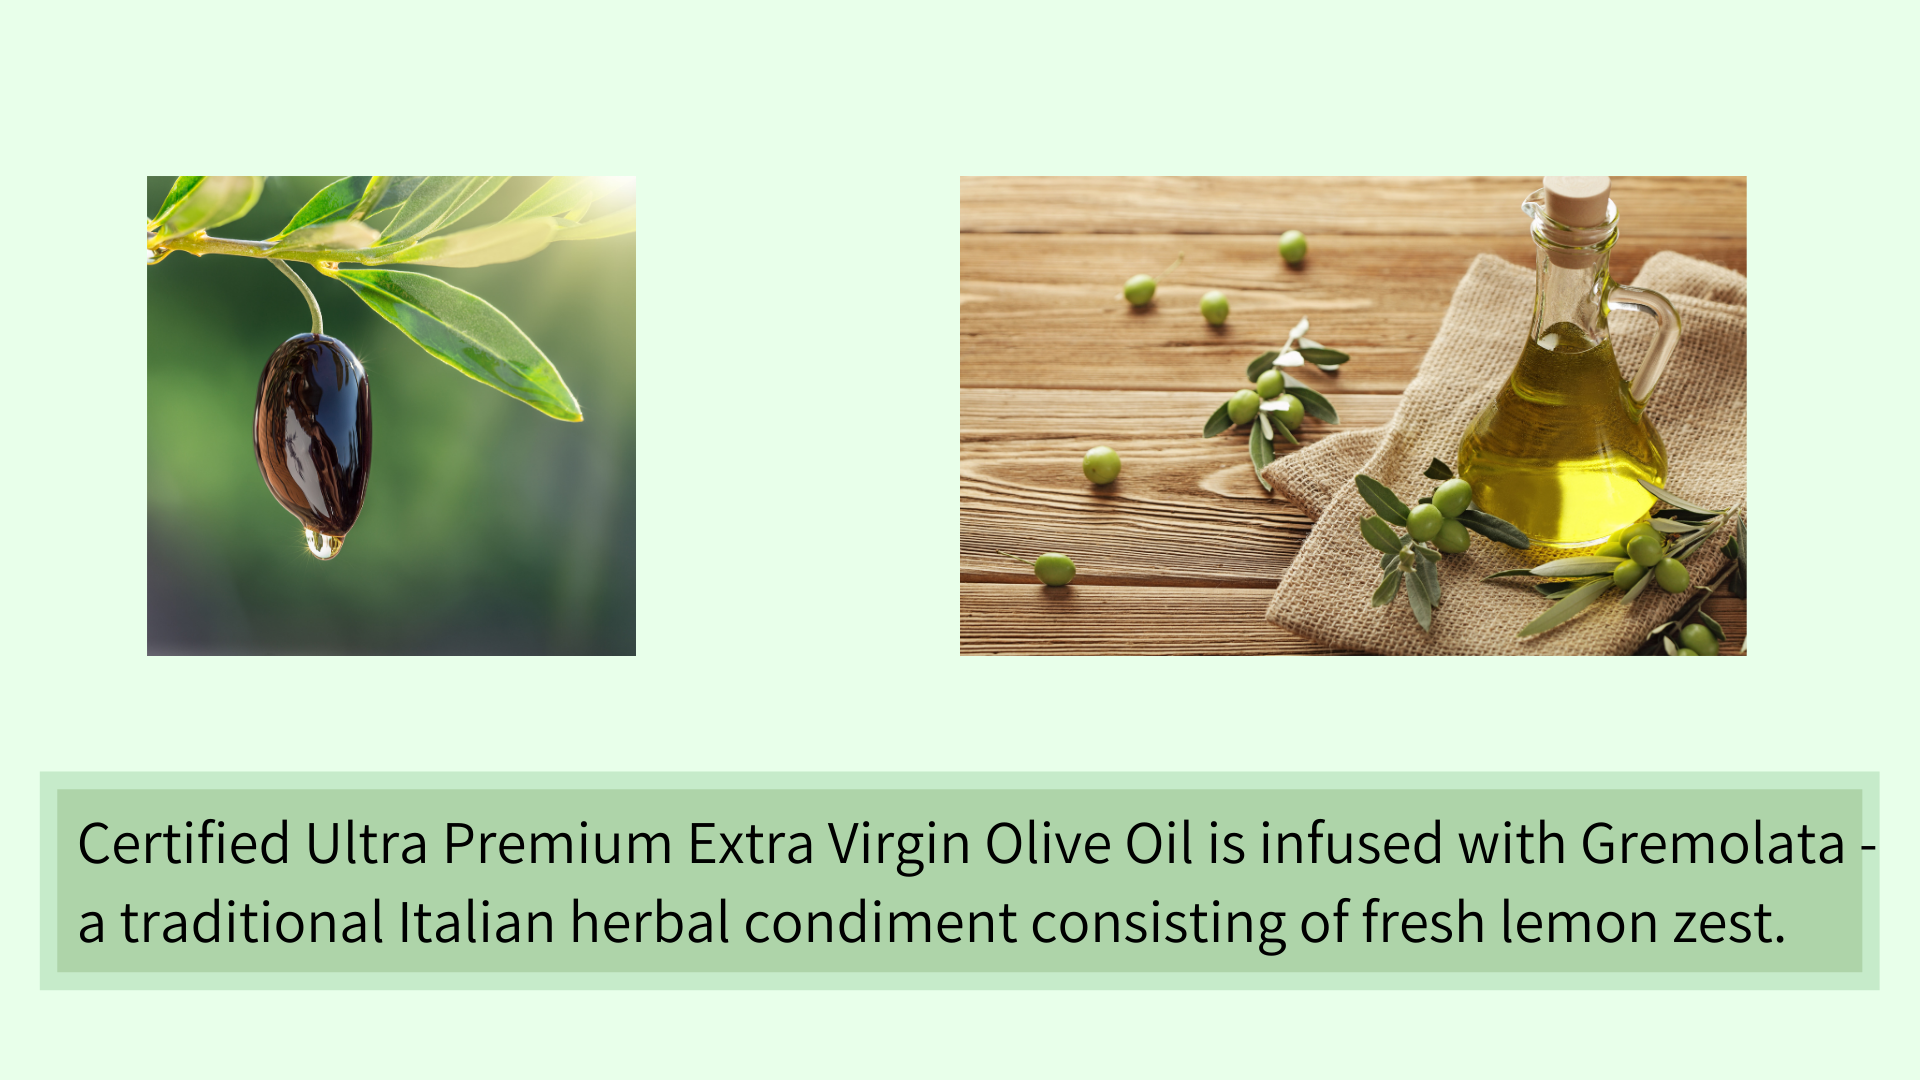 Certified Ultra Premium Extra Virgin Olive Oil is infused with Gremolata -
a traditional Italian herbal condiment consisting of fresh lemon zest.